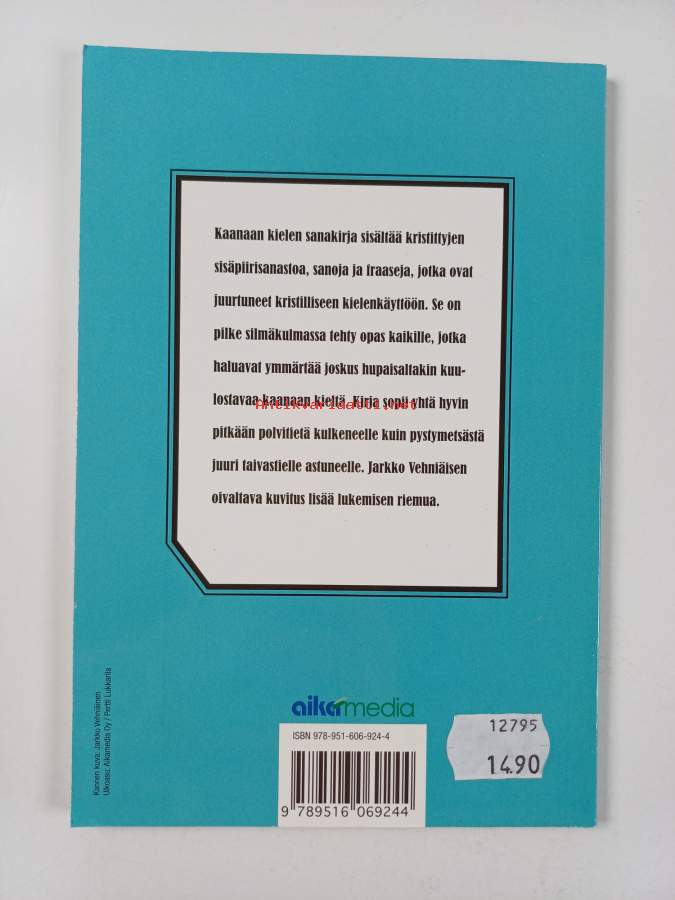 Kaanaan kielen sanakirja sisältää kristittyjen
sisäpiirisanastoa, sanoja ja fraaseja, jotka ovat
juurtuneet kristilliseen kielenkäyttöön. Se on
pilke silmäkulmassa tehty opas kaikille, jotka
haluavat ymmärtää joskus hupaisaltakin kuu-
lostavaa kaanaan kieltä. Kirja sopii yhtä hyvin
Antikvariaatti.net
pitkään polvitietä kulkeneelle kuin pystymetsästä
juuri taivastielle astuneelle. Jarkko Vehniäisen
oivaltava kuvitus lisää lukemisen riemua.
Kannen kuva: Jarkko Vehniäinen
Ulkoasu: Aikamedia Oy / Pertti Lukkarila
aikamedia
ISBN 978-951-606-924-4
9 789516 069244
12795
14.90